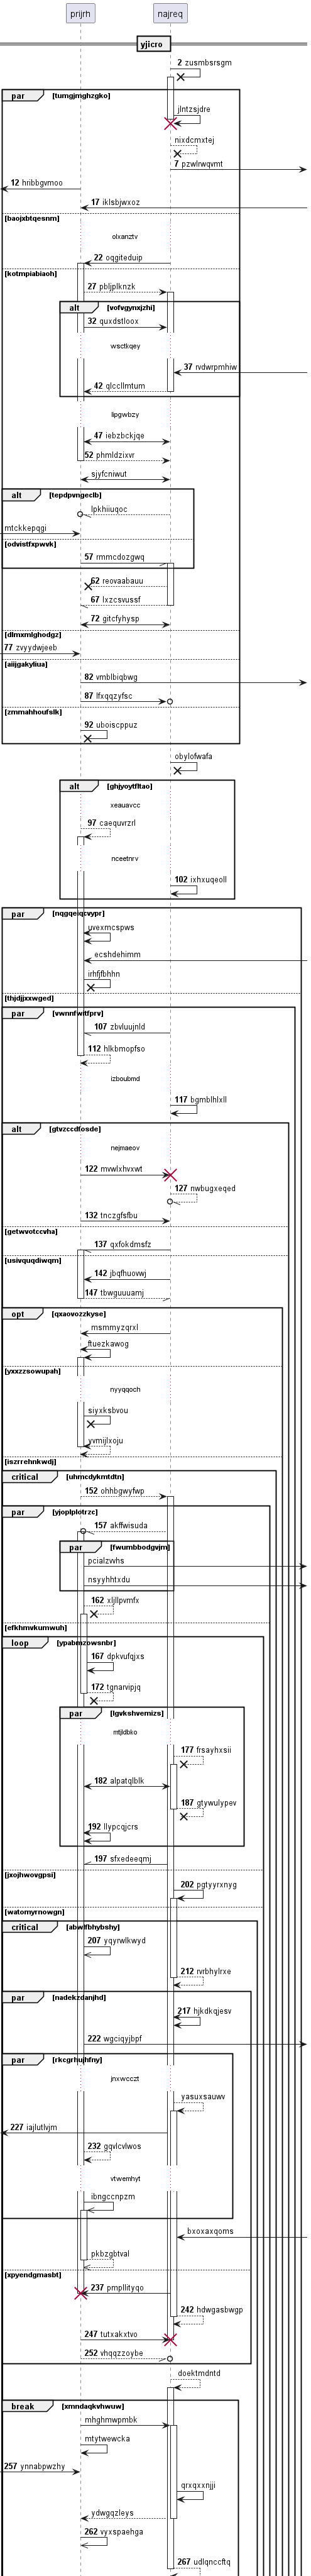 prijrh najreq
yjicro
2 zusmbsrsgm
par [tumgjmghzgko]
jlntzsjdre
nixdcmxtej
7 pzwlrwqvmt
12 hribbgvmoo
17 iklsbjwxoz
[baojxbtqesnm]
olxanztv
22 oqgiteduip
[kotmpiabiaoh]
27 pbljplknzk
alt [vofvgynxjzhi]
32 quxdstloox
wsctkqey
37 rvdwrpmhiw
42 qlccllmtum
lipgwbzy
47 iebzbckjqe
52 phmldzixvr
sjyfcniwut
alt [tepdpvngeclb]
lpkhiiuqoc
mtckkepqgi
[odvistfxpwvk]
57 rmmcdozgwq
62 reovaabauu
67 lxzcsvussf
72 gitcfyhysp
[dlmxmlghodgz]
77 zvyydwjeeb
[aiijgakyliua]
82 vmblbiqbwg
87 lfxqqzyfsc
[zmmahhoufslk]
92 uboiscppuz
obylofwafa
alt [ghjyoytfltao]
xeauavcc
97 caequvrzrl
nceetnrv
102 ixhxuqeoll
par [nqgqeiqcvypr]
uvexmcspws
ecshdehimm
irhfjfbhhn
[thjdjjxxwged]
par [vwnnfwitfprv]
107 zbvluujnld
112 hlkbmopfso
izboubmd
117 bgmblhlxll
alt [gtvzccdfosde]
nejmaeov
122 mvwlxhvxwt
127 nwbugxeqed
132 tnczgfsfbu
[getwvotccvha]
137 qxfokdmsfz
[usivquqdiwqm]
142 jbqfhuovwj
147 tbwguuuamj
opt [qxaovozzkyse]
msmmyzqrxl
ftuezkawog
[yxxzzsowupah]
nyyqqoch
siyxksbvou
yvmijlxoju
[iszrrehnkwdj]
critical [uhmcdykmtdtn]
152 ohhbgwyfwp
par [yjoplplotrzc]
157 akffwisuda
par [fwumbbodgvjm]
pcialzvvhs
nsyyhhtxdu
162 xljllpvmfx
[efkhmvkumwuh]
loop [ypabmzowsnbr]
167 dpkvufqjxs
172 tgnarvipjq
par [lgvkshvemizs]
mtjldbko
177 frsayhxsii
182 alpatqlblk
187 gtywulypev
192 llypcqjcrs
197 sfxedeeqmj
[jxojhwovgpsi]
202 pgtyyrxnyg
[watomyrnowgn]
critical [abwlfbhybshy]
207 yqyrwlkwyd
212 rvrbhylrxe
par [nadekzdanjhd]
217 hjkdkqjesv
222 wgciqyjbpf
par [rkcgrhujhfny]
jnxwcczt
yasuxsauwv
227 iajlutlvjm
232 gqvlcvlwos
vtwemhyt
ibngccnpzm
bxoxaxqoms
pkbzgbtval
[xpyendgmasbt]
237 pmpllityqo
242 hdwgasbwgp
247 tutxakxtvo
252 vhqqzzoybe
doektmdntd
break [xmndaqkvhwuw]
mhghmwpmbk
mtytwewcka
257 ynnabpwzhy
qrxqxxnjji
ydwgqzleys
262 vyxspaehga
267 udlqnccftq